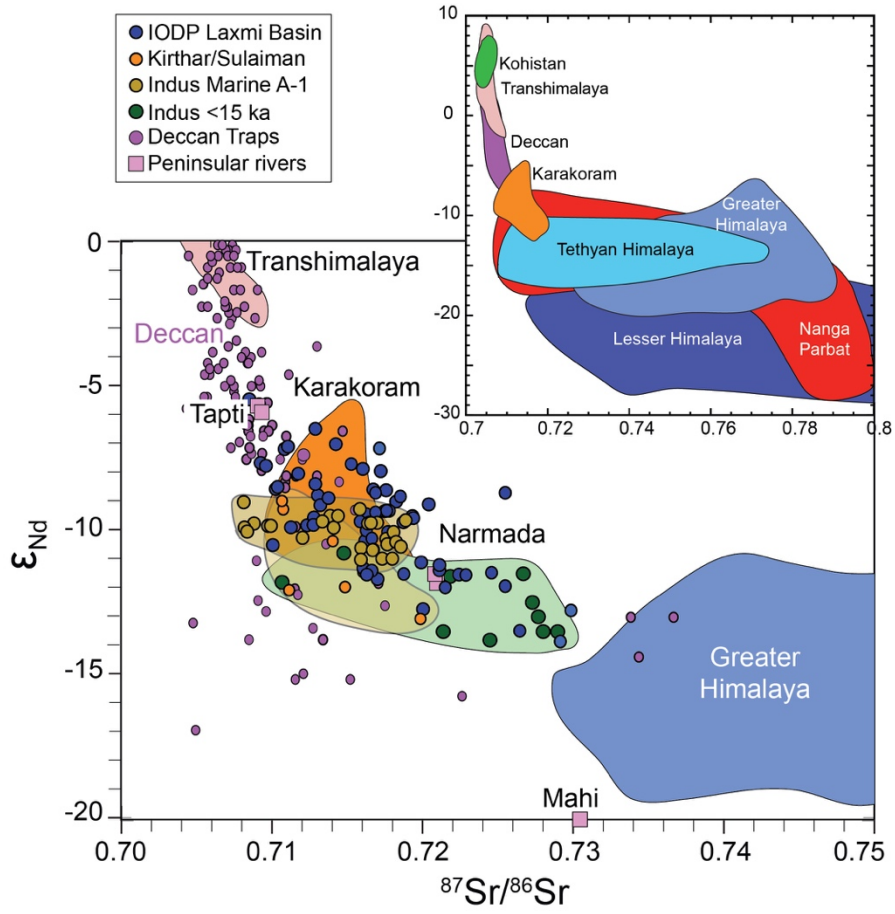 IODP Laxmi Basin
Kirthar/Sulaiman
Indus Marine A-1
Indus <15 ka
Deccan Traps
Peninsular rivers
10
0
-10
-20
-30
0.7
0.72
0.74
0.76
0.78
0.8
Kohistan
Transhimalaya
Deccan
Karakoram
Greater
Himalaya
Tethyan Himalaya
Lesser Himalaya
Nanga
Parbat
0
-5
-10
-15
-20
εNd
Transhimalaya
Deccan
Karakoram
‘Tapti
Narmada
Greater
Himalaya
Mahi
0.70
0.71
0.72
0.73
0.74
0.75
⁸⁷Sr/⁸⁶Sr